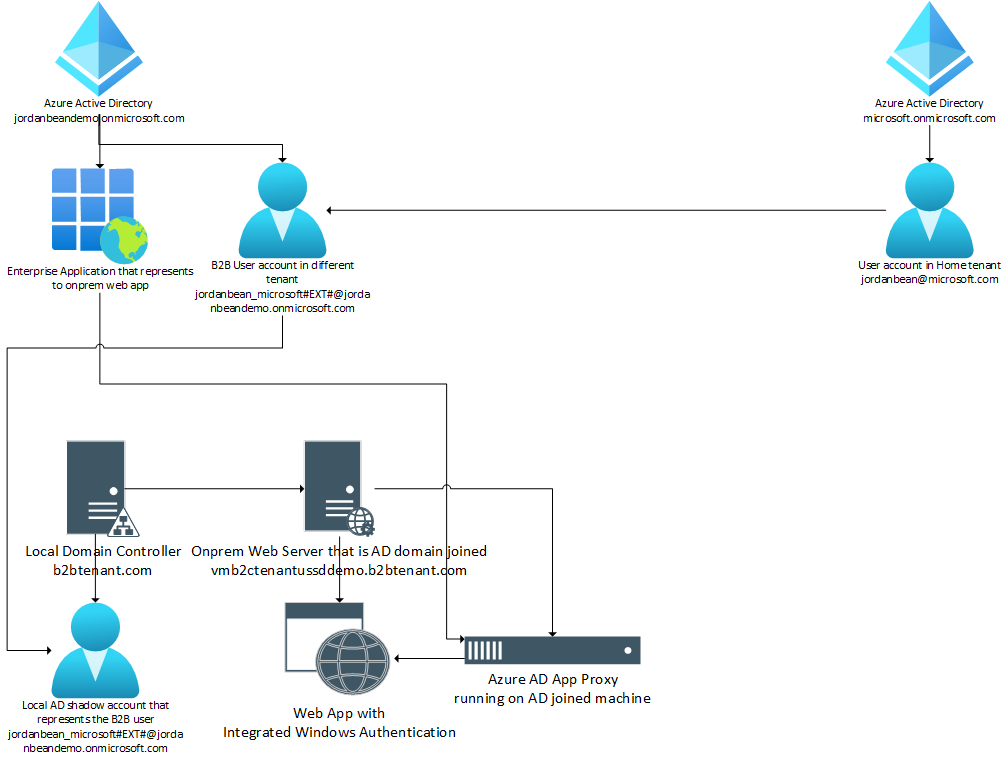 Azure Active Directory
jordanbeandemo.onmicrosoft.com
Azure Active Directory
microsoft.onmicrosoft.com
Enterprise Application that represents
to onprem web app
B2B User account in different
tenant
jordanbean_microsoft#EXT#@jorda
nbeandemo.onmicrosoft.com
User account in Home tenant
jordanbean@microsoft.com
Local Domain Controller
b2btenant.com
Onprem Web Server that is AD domain joined
vmb2ctenantussddemo.b2btenant.com
Azure AD App Proxy
running on AD joined machine
Local AD shadow account that
represents the B2B user
jordanbean_microsoft#EXT#@jorda
nbeandemo.onmicrosoft.com
Web App with
Integrated Windows Authentication